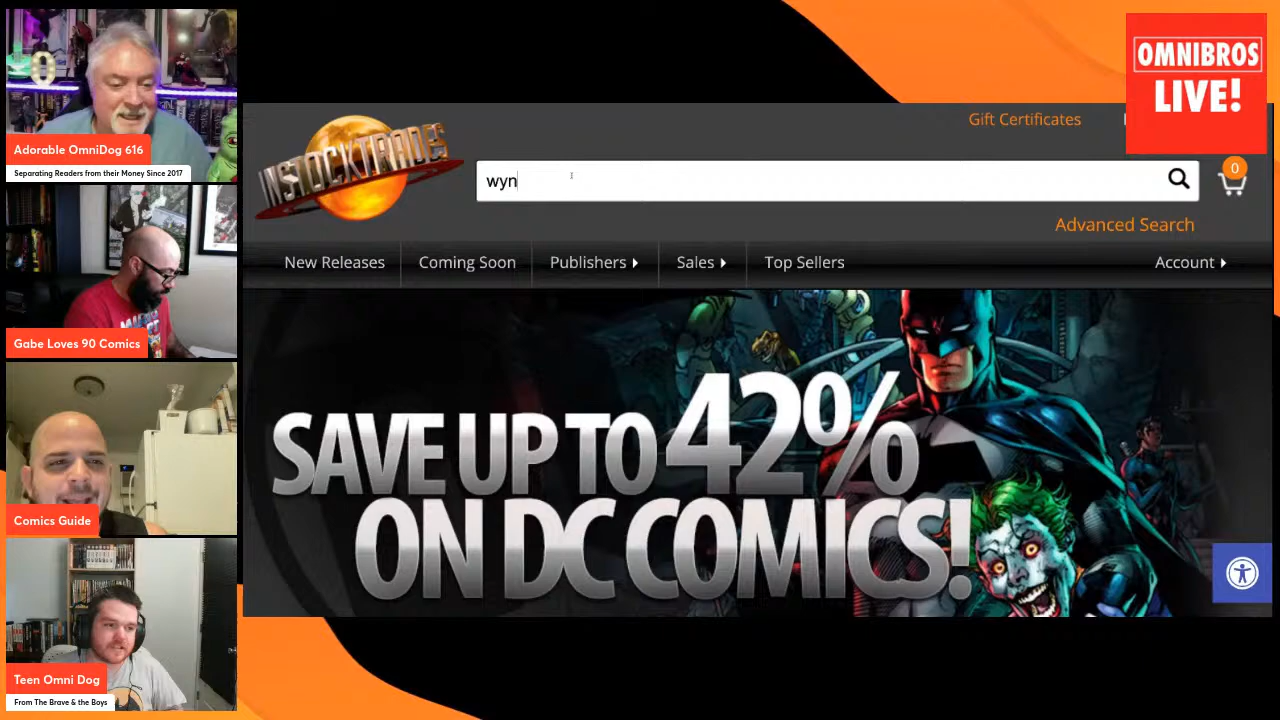 Adorable OmniDog 616
Separating Readers from their Money Since 2017
Gabe Loves 90 Comics
Comics Guide
Teen Omni Dog
From The Brave & the Boys
OMNIBROS
LIVE!
INSTOCKTRADES
Gift Certificates
wyn
0
Advanced Search
New Releases
Coming Soon
Publishers
Sales
Top Sellers
Account
SAVE UP TO 42%
ON DC COMICS!